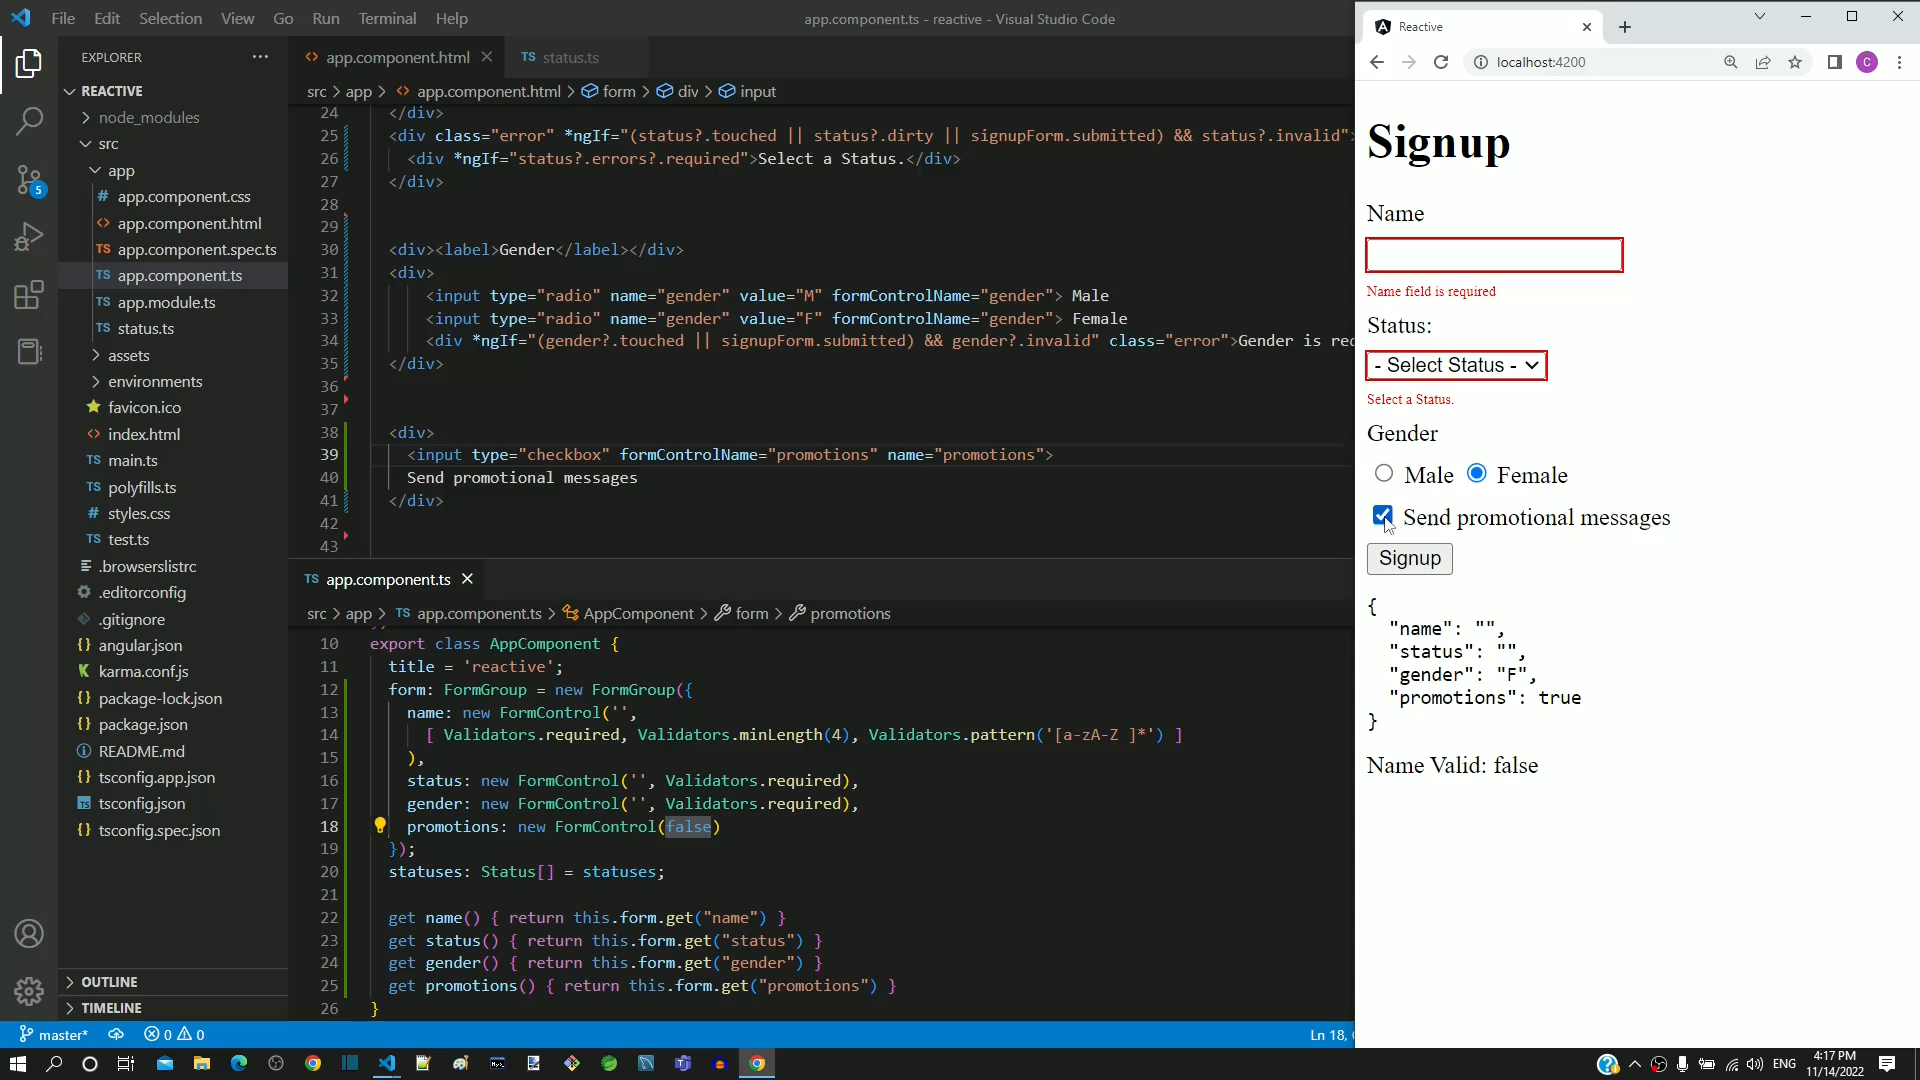 File Edit Selection View Go Run Terminal Help
app.component.ts - reactive - Visual Studio Code
EXPLORER
REACTIVE
node_modules
src
app
# app.component.css
<> app.component.html
TS app.component.spec.ts
TS app.component.ts
TS app.module.ts
TS status.ts
assets
environments
favicon.ico
<> index.html
TS main.ts
TS polyfills.ts
# styles.css
TS test.ts
.browserslistrc
.editorconfig
.gitignore
{} angular.json
karma.conf.js
{} package-lock.json
{} package.json
README.md
{} tsconfig.app.json
TS tsconfig.json
{} tsconfig.spec.json
OUTLINE
TIMELINE
5
<> app.component.html
TS status.ts
src > app > <> app.component.html > form > div > input
24 </div>
25 <div class="error" *ngIf="(status?.touched || status?.dirty || signupForm.submitted) && status?.invalid">
26 <div *ngIf="status?.errors?.required">Select a Status.</div>
27 </div>
28
29
30 <div><label>Gender</label></div>
31 <div>
32 <input type="radio" name="gender" value="M" formControlName="gender"> Male
33 <input type="radio" name="gender" value="F" formControlName="gender"> Female
34 <div *ngIf="(gender?.touched || signupForm.submitted) && gender?.invalid" class="error">Gender is rec
35 </div>
36
37
38 <div>
39 <input type="checkbox" formControlName="promotions" name="promotions">
40 Send promotional messages
41 </div>
42
43
TS app.component.ts
src > app > TS app.component.ts > AppComponent > form > promotions
10 export class AppComponent {
11 title = 'reactive';
12 form: FormGroup = new FormGroup({
13 name: new FormControl('',
14 [ Validators.required, Validators.minLength(4), Validators.pattern('[a-zA-Z ]*') ]
15 ),
16 status: new FormControl('', Validators.required),
17 gender: new FormControl('', Validators.required),
18 promotions: new FormControl(false)
19 });
20 statuses: Status[] = statuses;
21
22 get name() { return this.form.get("name") }
23 get status() { return this.form.get("status") }
24 get gender() { return this.form.get("gender") }
25 get promotions() { return this.form.get("promotions") }
26 }
master* 0 0
Ln 18,
Reactive
localhost:4200
C
Signup
Name
Name field is required
Status:
- Select Status -
Select a Status.
Gender
Male Female
Send promotional messages
Signup
{
"name": "",
"status": "",
"gender": "F",
"promotions": true
}
Name Valid: false
ENG
4:17 PM
11/14/2022